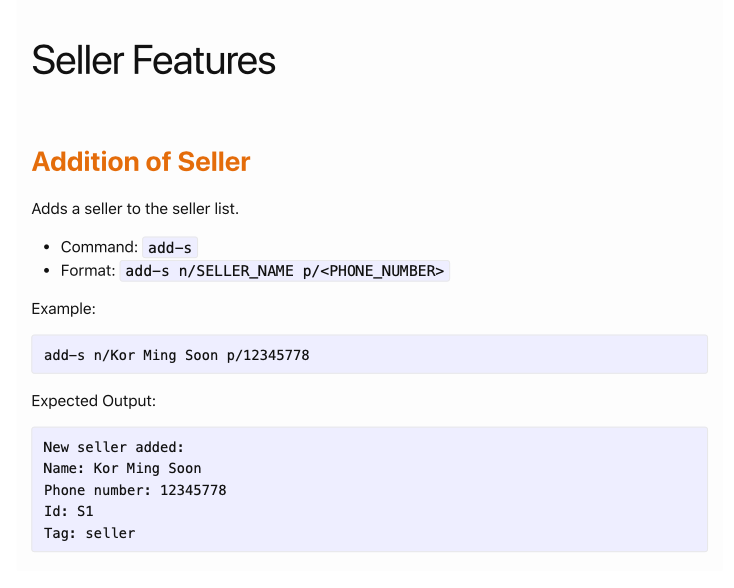 Seller Features
Addition of Seller
Adds a seller to the seller list.
• Command: add-s
• Format: add-s n/SELLER_NAME p/<PHONE_NUMBER>
Example:
add-s n/Kor Ming Soon p/12345778
Expected Output:
New seller added:
Name: Kor Ming Soon
Phone number: 12345778
Id: S1
Tag: seller